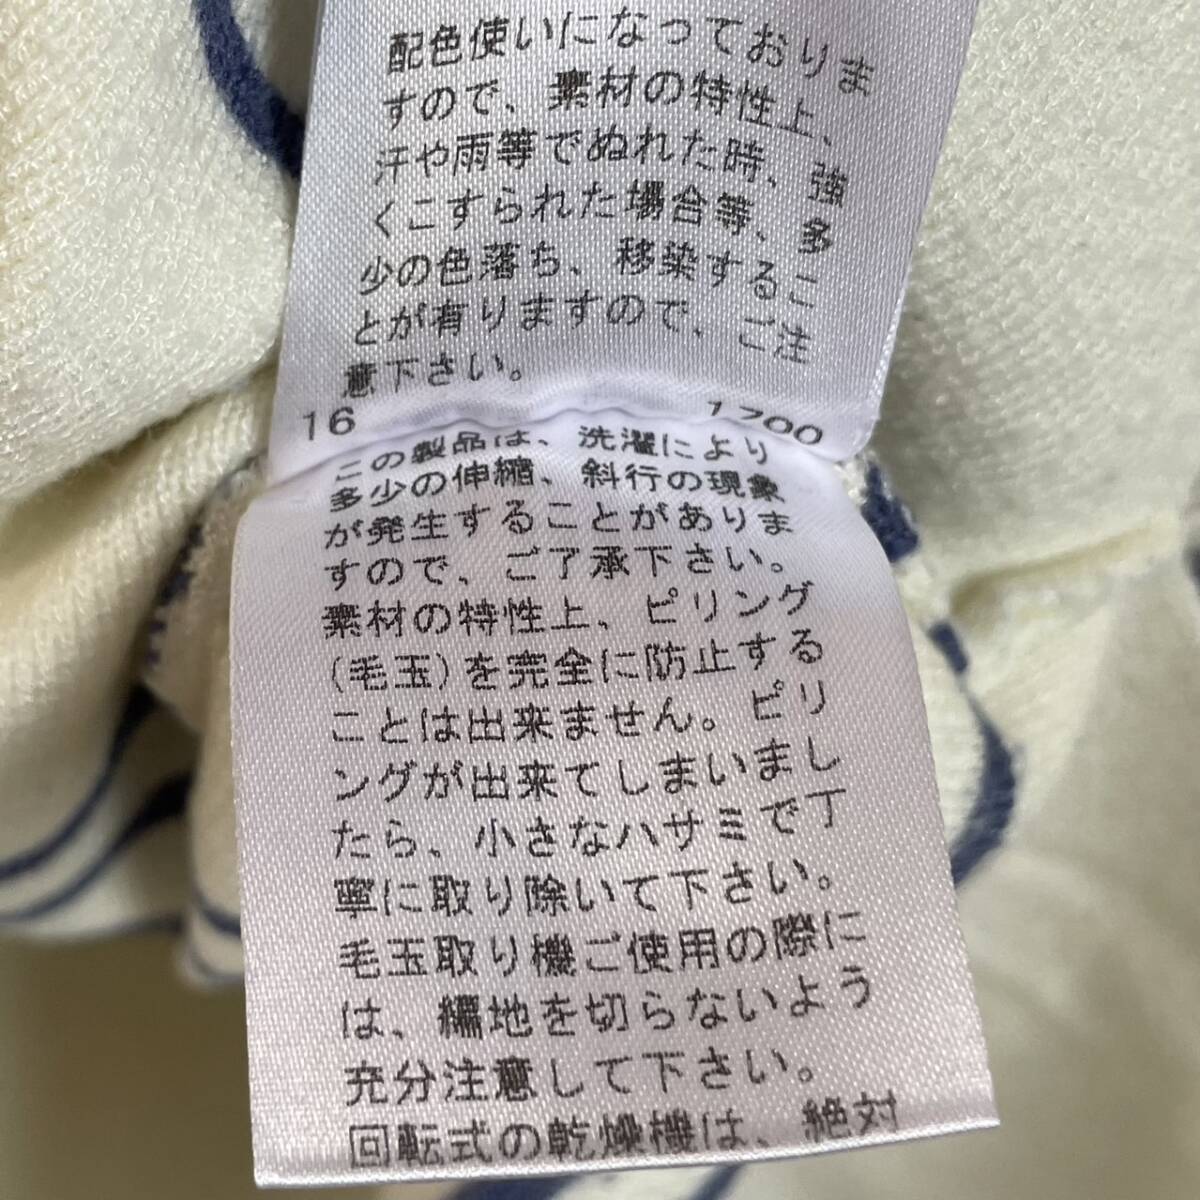 配色使いになっておりま
すので、素材の特性上、
汗や雨等でぬれた時、強
くこすられた場合等、多
少の色落ち、移染するこ
とが有りますので、ご注
意下さい。
16 1700
この製品は、洗濯により
多少の伸縮、斜行の現象
が発生することがありま
すので、ご了承下さい。
素材の特性上、ピリング
(毛玉)を完全に防止する
ことは出来ません。ピリ
ングが出来てしまいまし
たら、小さなハサミで丁
寧に取り除いて下さい。
毛玉取り機ご使用の際に
は、編地を切らないよう
充分注意して下さい。
回転式の乾燥機は、絶対